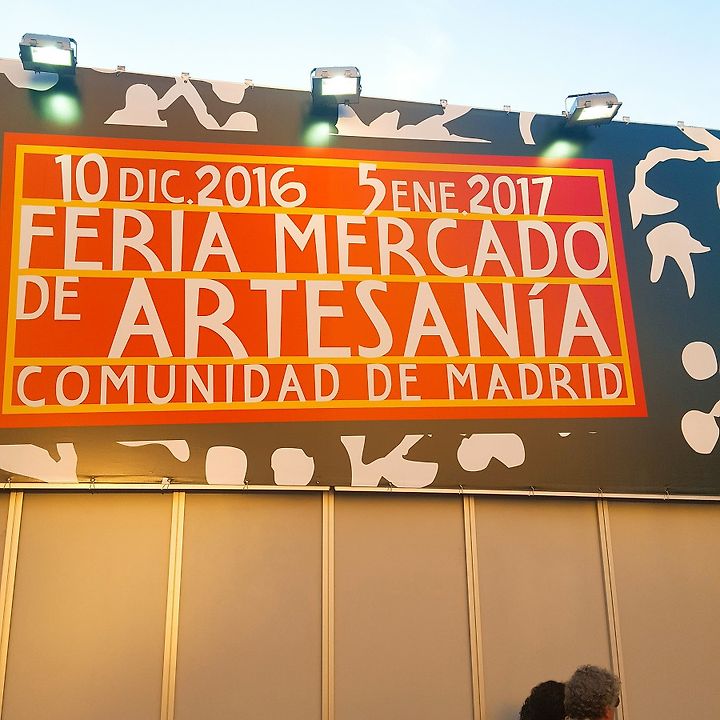 10 DIC. 2016 5 ENE. 2017
FERIA MERCADO
DE ARTESANÍA
COMUNIDAD DE MADRID